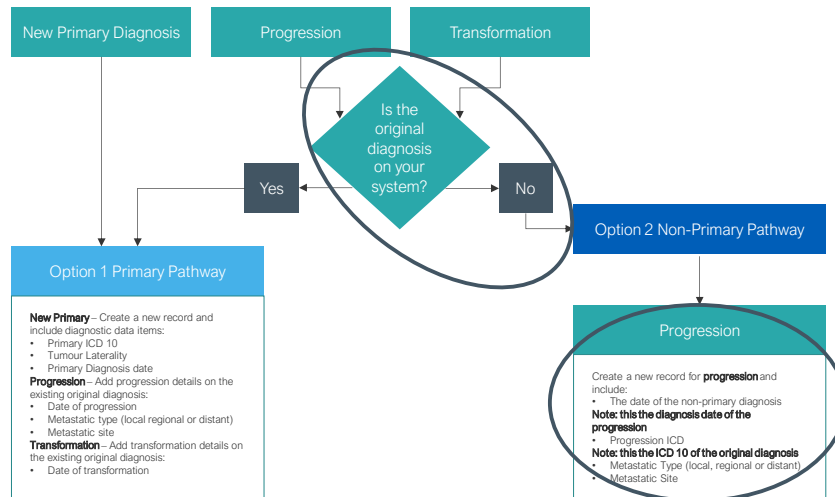 New Primary Diagnosis
Progression
Transformation
Is the
original
diagnosis
on your
system?
Yes
No
Option 2 Non-Primary Pathway
Option 1 Primary Pathway
New Primary – Create a new record and
include diagnostic data items:
• Primary ICD 10
• Tumour Laterality
• Primary Diagnosis date
Progression – Add progression details on the
existing original diagnosis:
• Date of progression
• Metastatic type (local regional or distant)
• Metastatic site
Transformation – Add transformation details on
the existing original diagnosis:
• Date of transformation
Progression
Create a new record for progression and
include:
• The date of the non-primary diagnosis
Note: this the diagnosis date of the
progression
• Progression ICD
Note: this the ICD 10 of the original diagnosis
• Metastatic Type (local, regional or distant)
• Metastatic Site